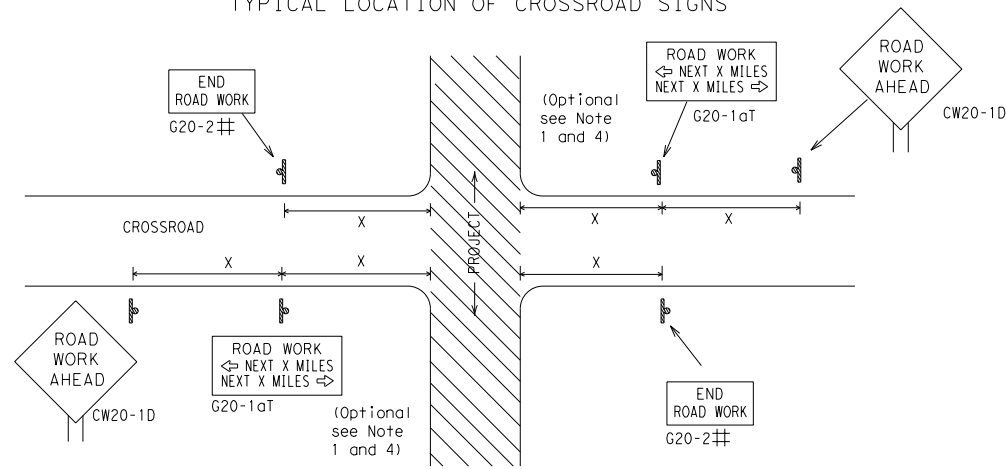 TYPICAL LOCATION OF CROSSROAD SIGNS
END
ROAD WORK
G20-2#
(Optional
see Note
1 and 4)
ROAD WORK
⇦ NEXT X MILES
NEXT X MILES ⇨
G20-1aT
ROAD
WORK
AHEAD
CW20-1D
X
X
X
CROSSROAD
PROJECT
X
X
X
ROAD
WORK
AHEAD
CW20-1D
ROAD WORK
⇦ NEXT X MILES
NEXT X MILES ⇨
G20-1aT
(Optional
see Note
1 and 4)
END
ROAD WORK
G20-2#